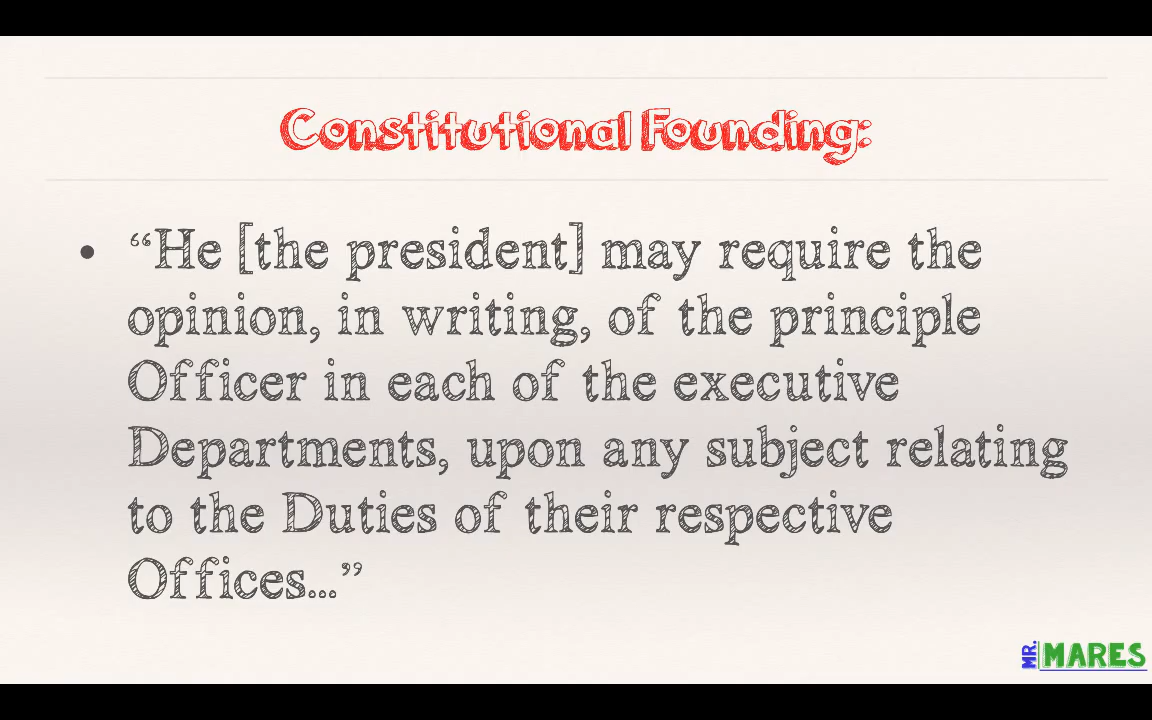 Constitutional Founding:
• “He [the president] may require the
opinion, in writing, of the principle
Officer in each of the executive
Departments, upon any subject relating
to the Duties of their respective
Offices...”
MR. MARES